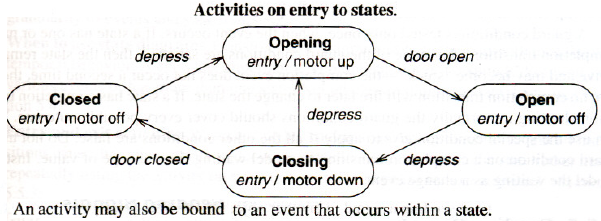 Activities on entry to states.
Opening
entry / motor up
depress
door open
Closed
entry / motor off
Open
entry / motor off
depress
door closed
depress
Closing
entry / motor down
An activity may also be bound to an event that occurs within a state.